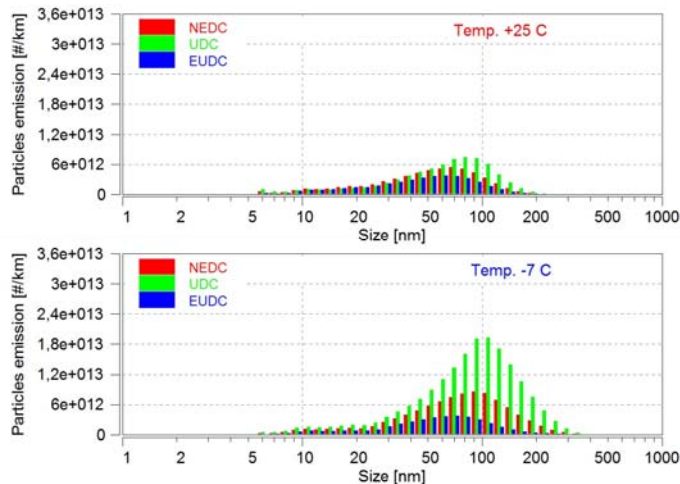 Particles emission [#/km]
3,6e+013
3e+013
2,4e+013
1,8e+013
1,2e+013
6e+012
0
NEDC
UDC
EUDC
Temp. +25 C
1 2 5 10 20 50 100 200 500 1000
Size [nm]
Particles emission [#/km]
3,6e+013
3e+013
2,4e+013
1,8e+013
1,2e+013
6e+012
0
NEDC
UDC
EUDC
Temp. -7 C
1 2 5 10 20 50 100 200 500 1000
Size [nm]